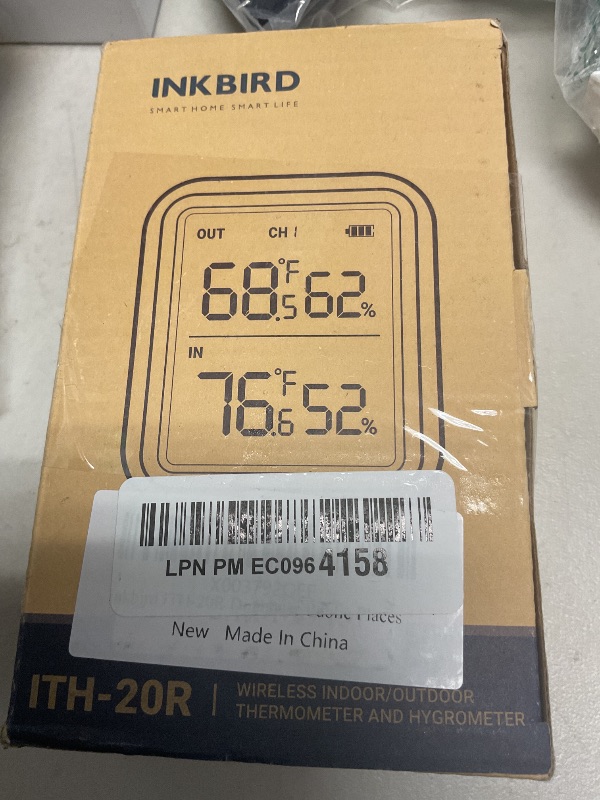 INKBIRD
SMART HOME SMART LIFE
OUT CH 1
68.5°F 62%
IN
76.6°F 52%
LPN PM EC0964158
Places
New Made In China
ITH-20R | WIRELESS INDOOR/OUTDOOR
THERMOMETER AND HYGROMETER